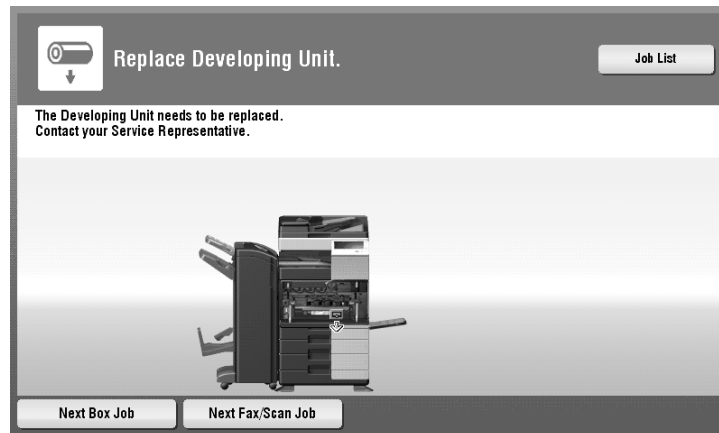 Replace Developing Unit.
Job List
The Developing Unit needs to be replaced.
Contact your Service Representative.
Next Box Job
Next Fax/Scan Job